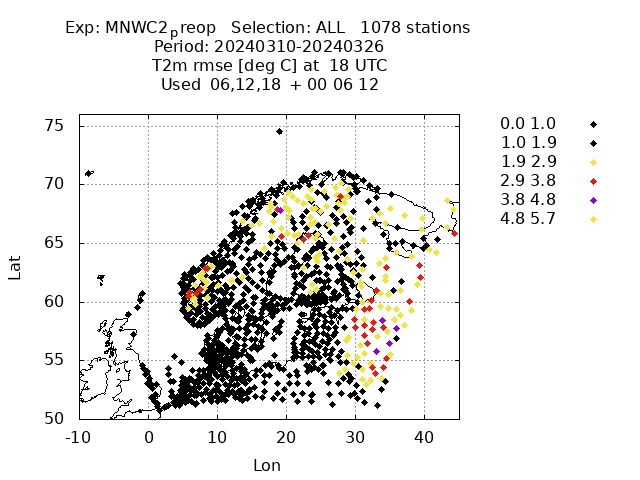 Exp: MNWC2preop Selection: ALL 1078 stations
Period: 20240310-20240326
T2m rmse [deg C] at 18 UTC
Used 06,12,18 + 00 06 12
75
70
65
60
55
50
Lat
-10 0 10 20 30 40
Lon
0.0 1.0
1.0 1.9
1.9 2.9
2.9 3.8
3.8 4.8
4.8 5.7